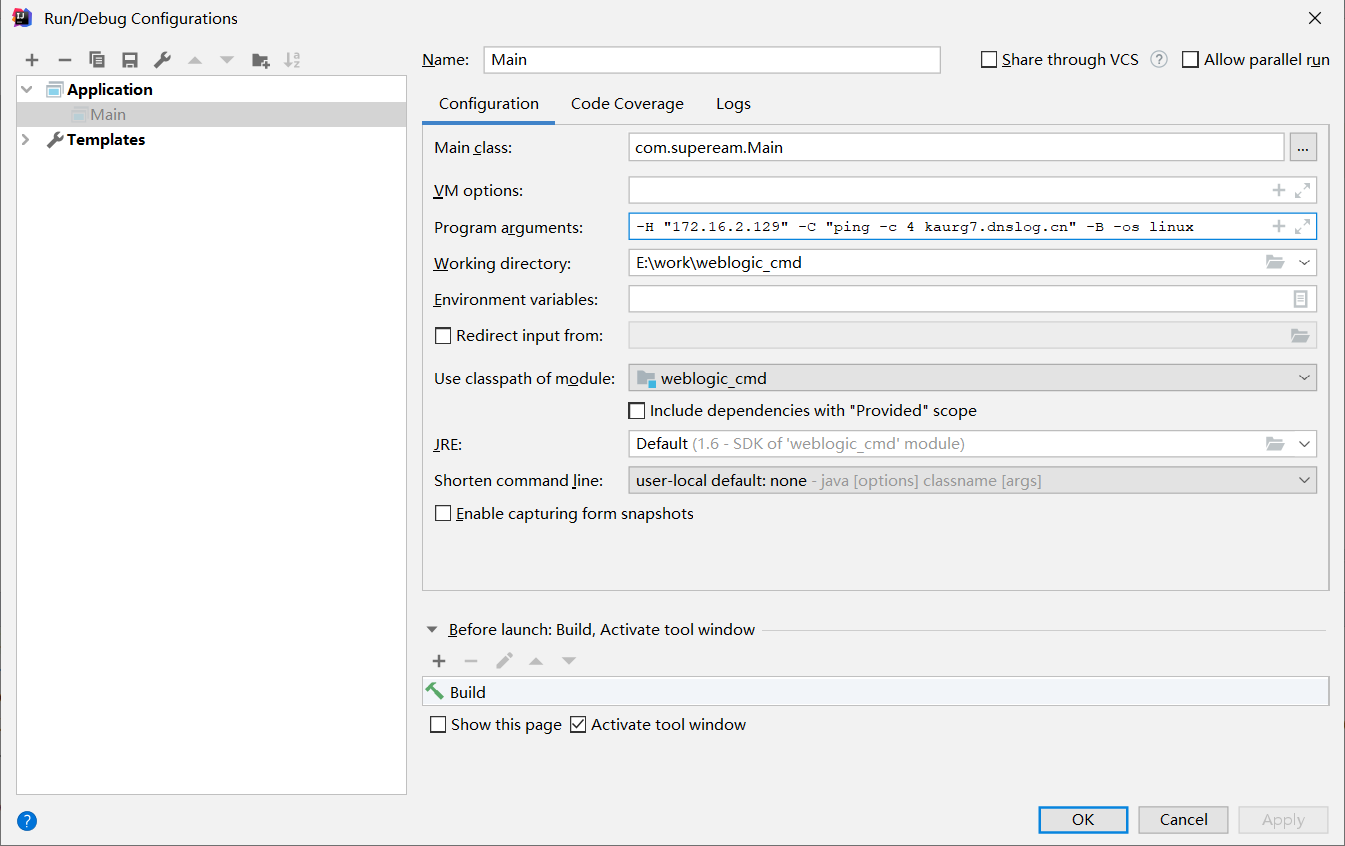 Run/Debug Configurations
Application
Main
Templates
Name: Main
Share through VCS ? Allow parallel run
Configuration Code Coverage Logs
Main class: com.supeream.Main ...
VM options:
Program arguments: -H "172.16.2.129" -C "ping -c 4 kaurg7.dnslog.cn" -B -os linux
Working directory: E:\work\weblogic_cmd
Environment variables:
Redirect input from:
Use classpath of module: weblogic_cmd
Include dependencies with "Provided" scope
JRE: Default (1.6 - SDK of 'weblogic_cmd' module)
Shorten command line: user-local default: none - java [options] classname [args]
Enable capturing form snapshots
Before launch: Build, Activate tool window
Build
Show this page Activate tool window
? OK Cancel Apply